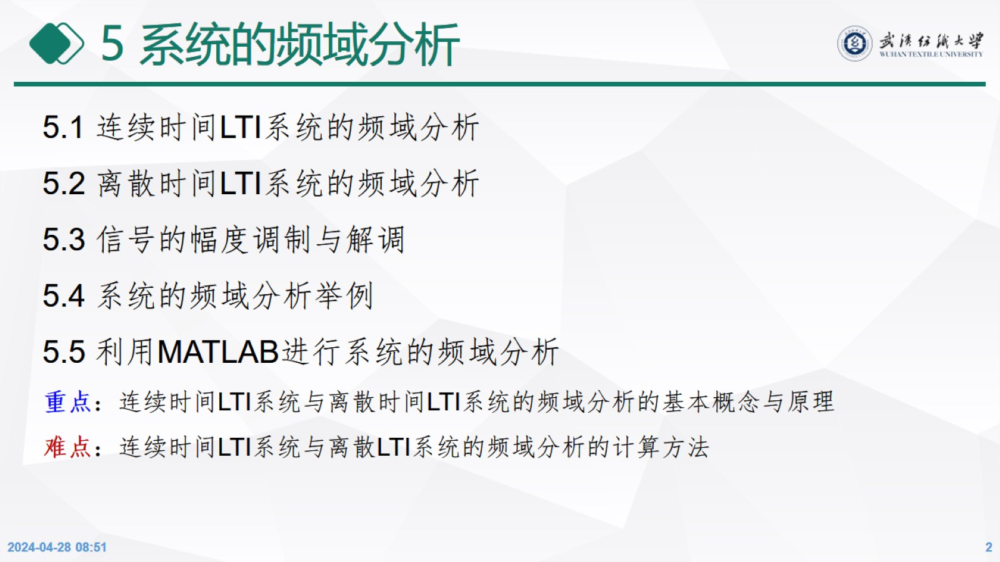 5 系统的频域分析
武汉纺织大学
WUHAN TEXTILE UNIVERSITY
5.1 连续时间LTI系统的频域分析
5.2 离散时间LTI系统的频域分析
5.3 信号的幅度调制与解调
5.4 系统的频域分析举例
5.5 利用MATLAB进行系统的频域分析
重点：连续时间LTI系统与离散时间LTI系统的频域分析的基本概念与原理
难点：连续时间LTI系统与离散LTI系统的频域分析的计算方法
2024-04-28 08:51
2